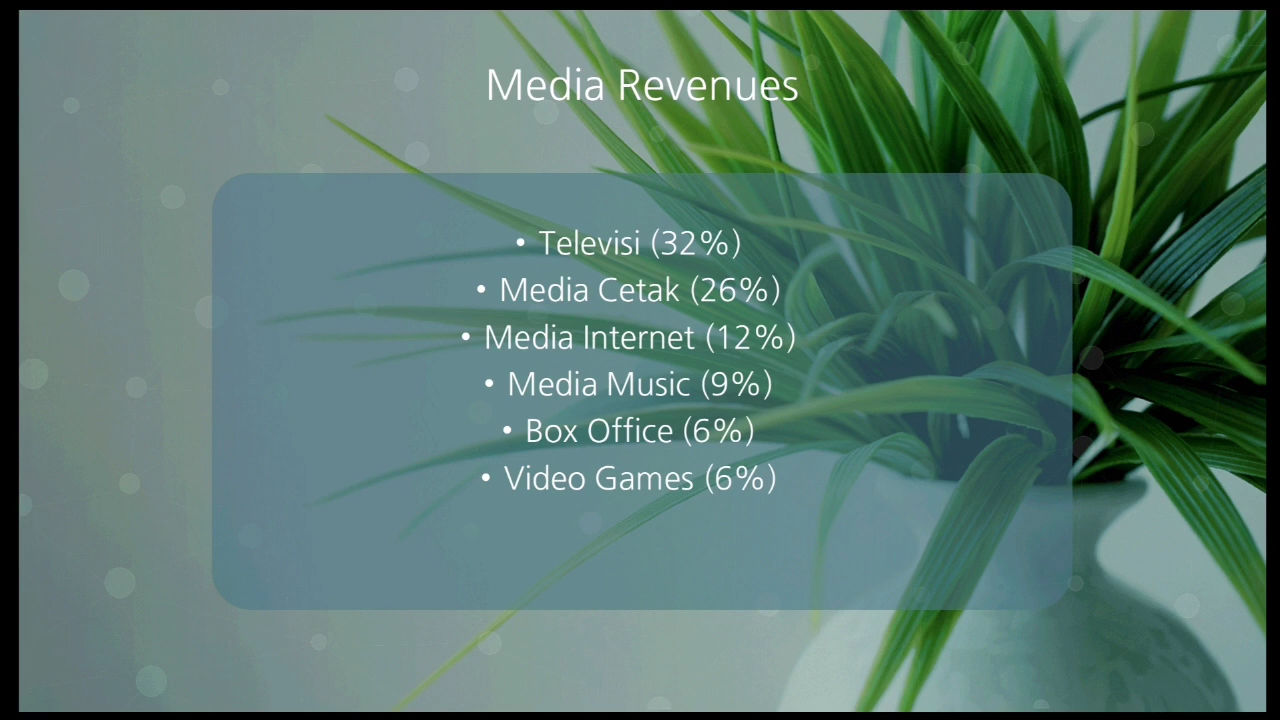 Media Revenues
• Televisi (32%)
• Media Cetak (26%)
• Media Internet (12%)
• Media Music (9%)
• Box Office (6%)
• Video Games (6%)